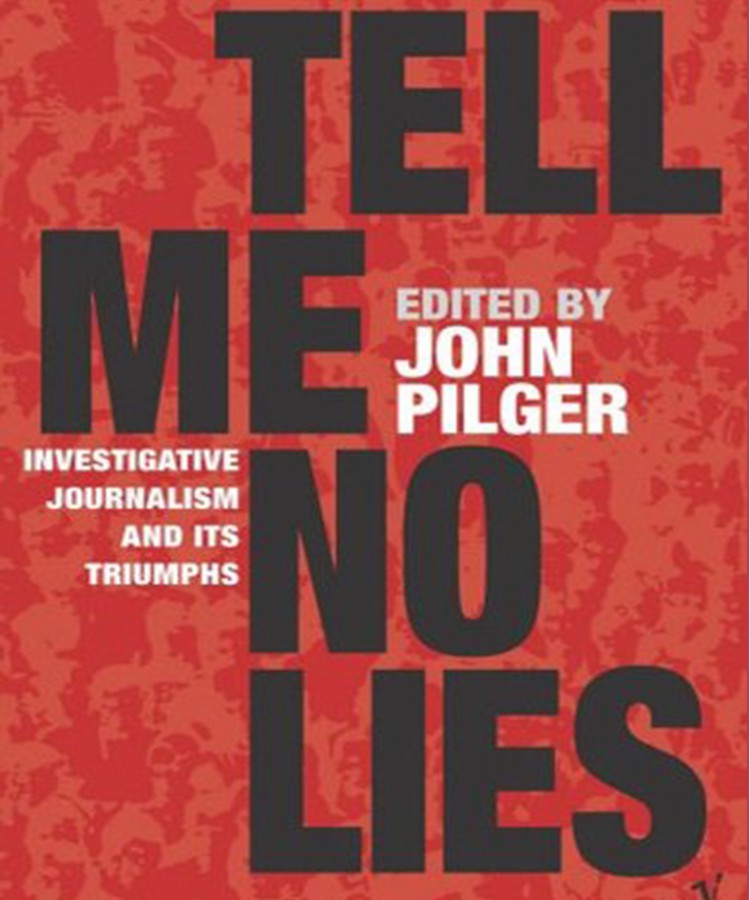 TELL
ME
EDITED BY
JOHN
PILGER
INVESTIGATIVE
JOURNALISM
AND ITS
TRIUMPHS
NO
LIES
V